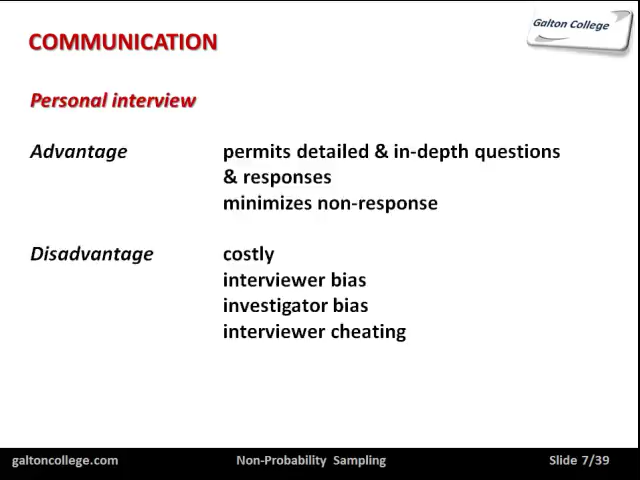 COMMUNICATION
Galton College
Personal interview
Advantage permits detailed & in-depth questions
& responses
minimizes non-response
Disadvantage costly
interviewer bias
investigator bias
interviewer cheating
galtoncollege.com Non-Probability Sampling Slide 7/39